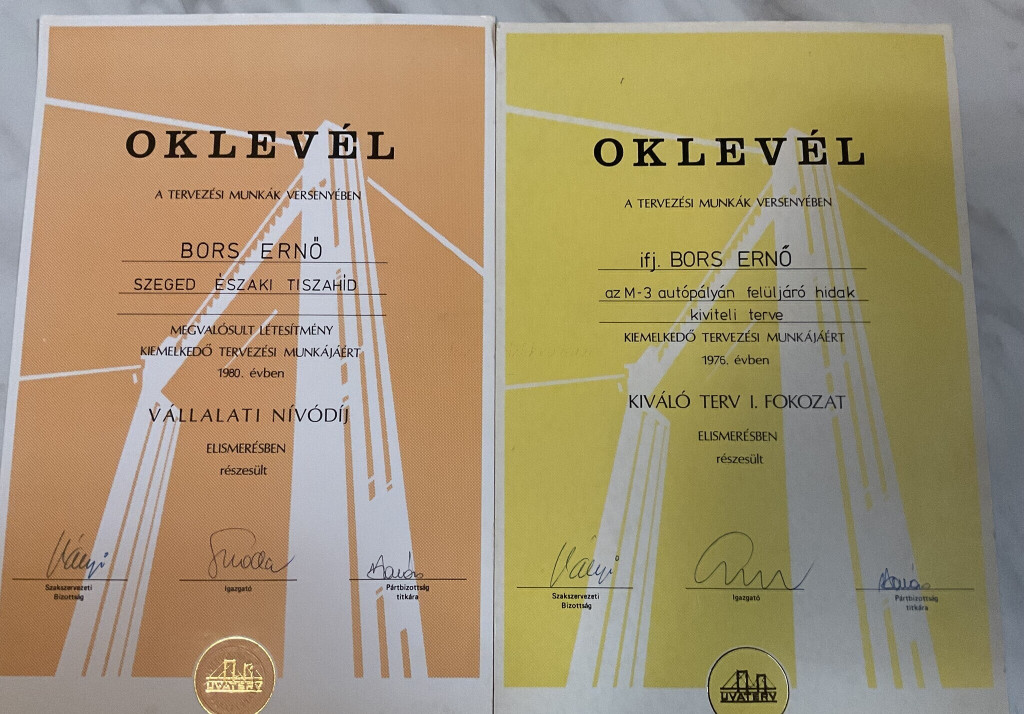 OKLEVÉL
A TERVEZÉSI MUNKÁK VERSENYÉBEN
BORS ERNŐ
SZEGED ÉSZAKI TISZAHÍD
MEGVALÓSULT LÉTESÍTMÉNY
KIEMELKEDŐ TERVEZÉSI MUNKÁJÁÉRT
1980. évben
VÁLLALATI NÍVÓDÍJ
ELISMERÉSBEN
részesült
Szakszervezeti
Bizottság
Igazgató
Pártbizottság
titkára
UVATERV
OKLEVÉL
A TERVEZÉSI MUNKÁK VERSENYÉBEN
ifj. BORS ERNŐ
az M-3 autópályán felüljáró hidak
kiviteli terve
KIEMELKEDŐ TERVEZÉSI MUNKÁJÁÉRT
1976. évben
KIVÁLÓ TERV I. FOKOZAT
ELISMERÉSBEN
részesült
Szakszervezeti
Bizottság
Igazgató
Pártbizottság
titkára
UVATERV